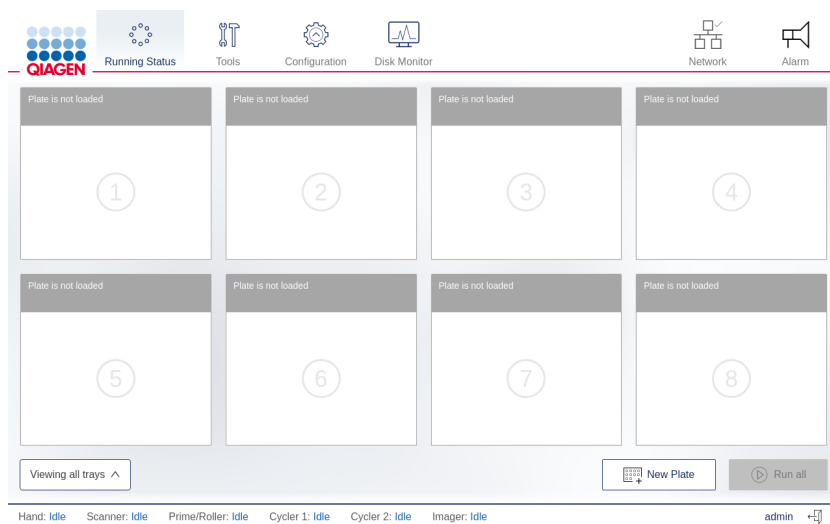 QIAGEN
Running Status
Tools
Configuration
Disk Monitor
Network
Alarm
Plate is not loaded
1
Plate is not loaded
2
Plate is not loaded
3
Plate is not loaded
4
Plate is not loaded
5
Plate is not loaded
6
Plate is not loaded
7
Plate is not loaded
8
Viewing all trays
New Plate
Run all
Hand: Idle Scanner: Idle Prime/Roller: Idle Cycler 1: Idle Cycler 2: Idle Imager: Idle admin